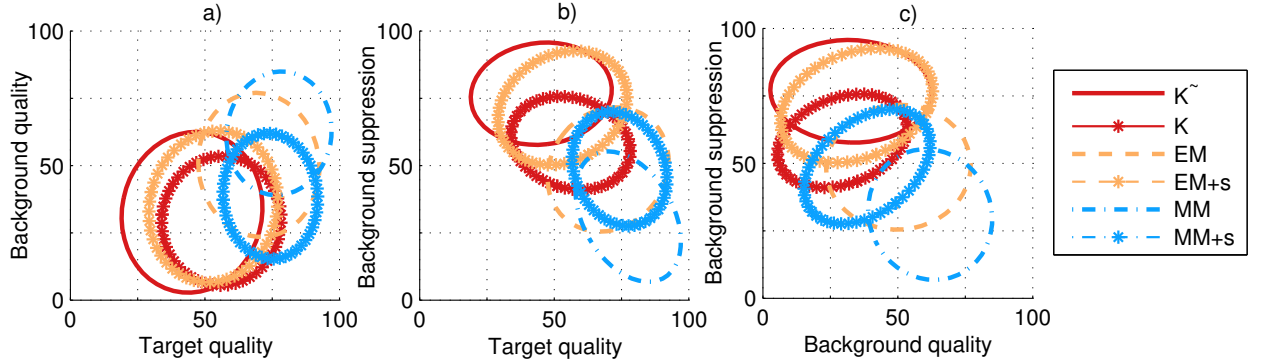 a)
Background quality
100
50
0
0
50
100
Target quality
b)
Background suppression
100
50
0
0
50
100
Target quality
c)
Background suppression
100
50
0
0
50
100
Background quality
K˜
K
EM
EM+s
MM
MM+s